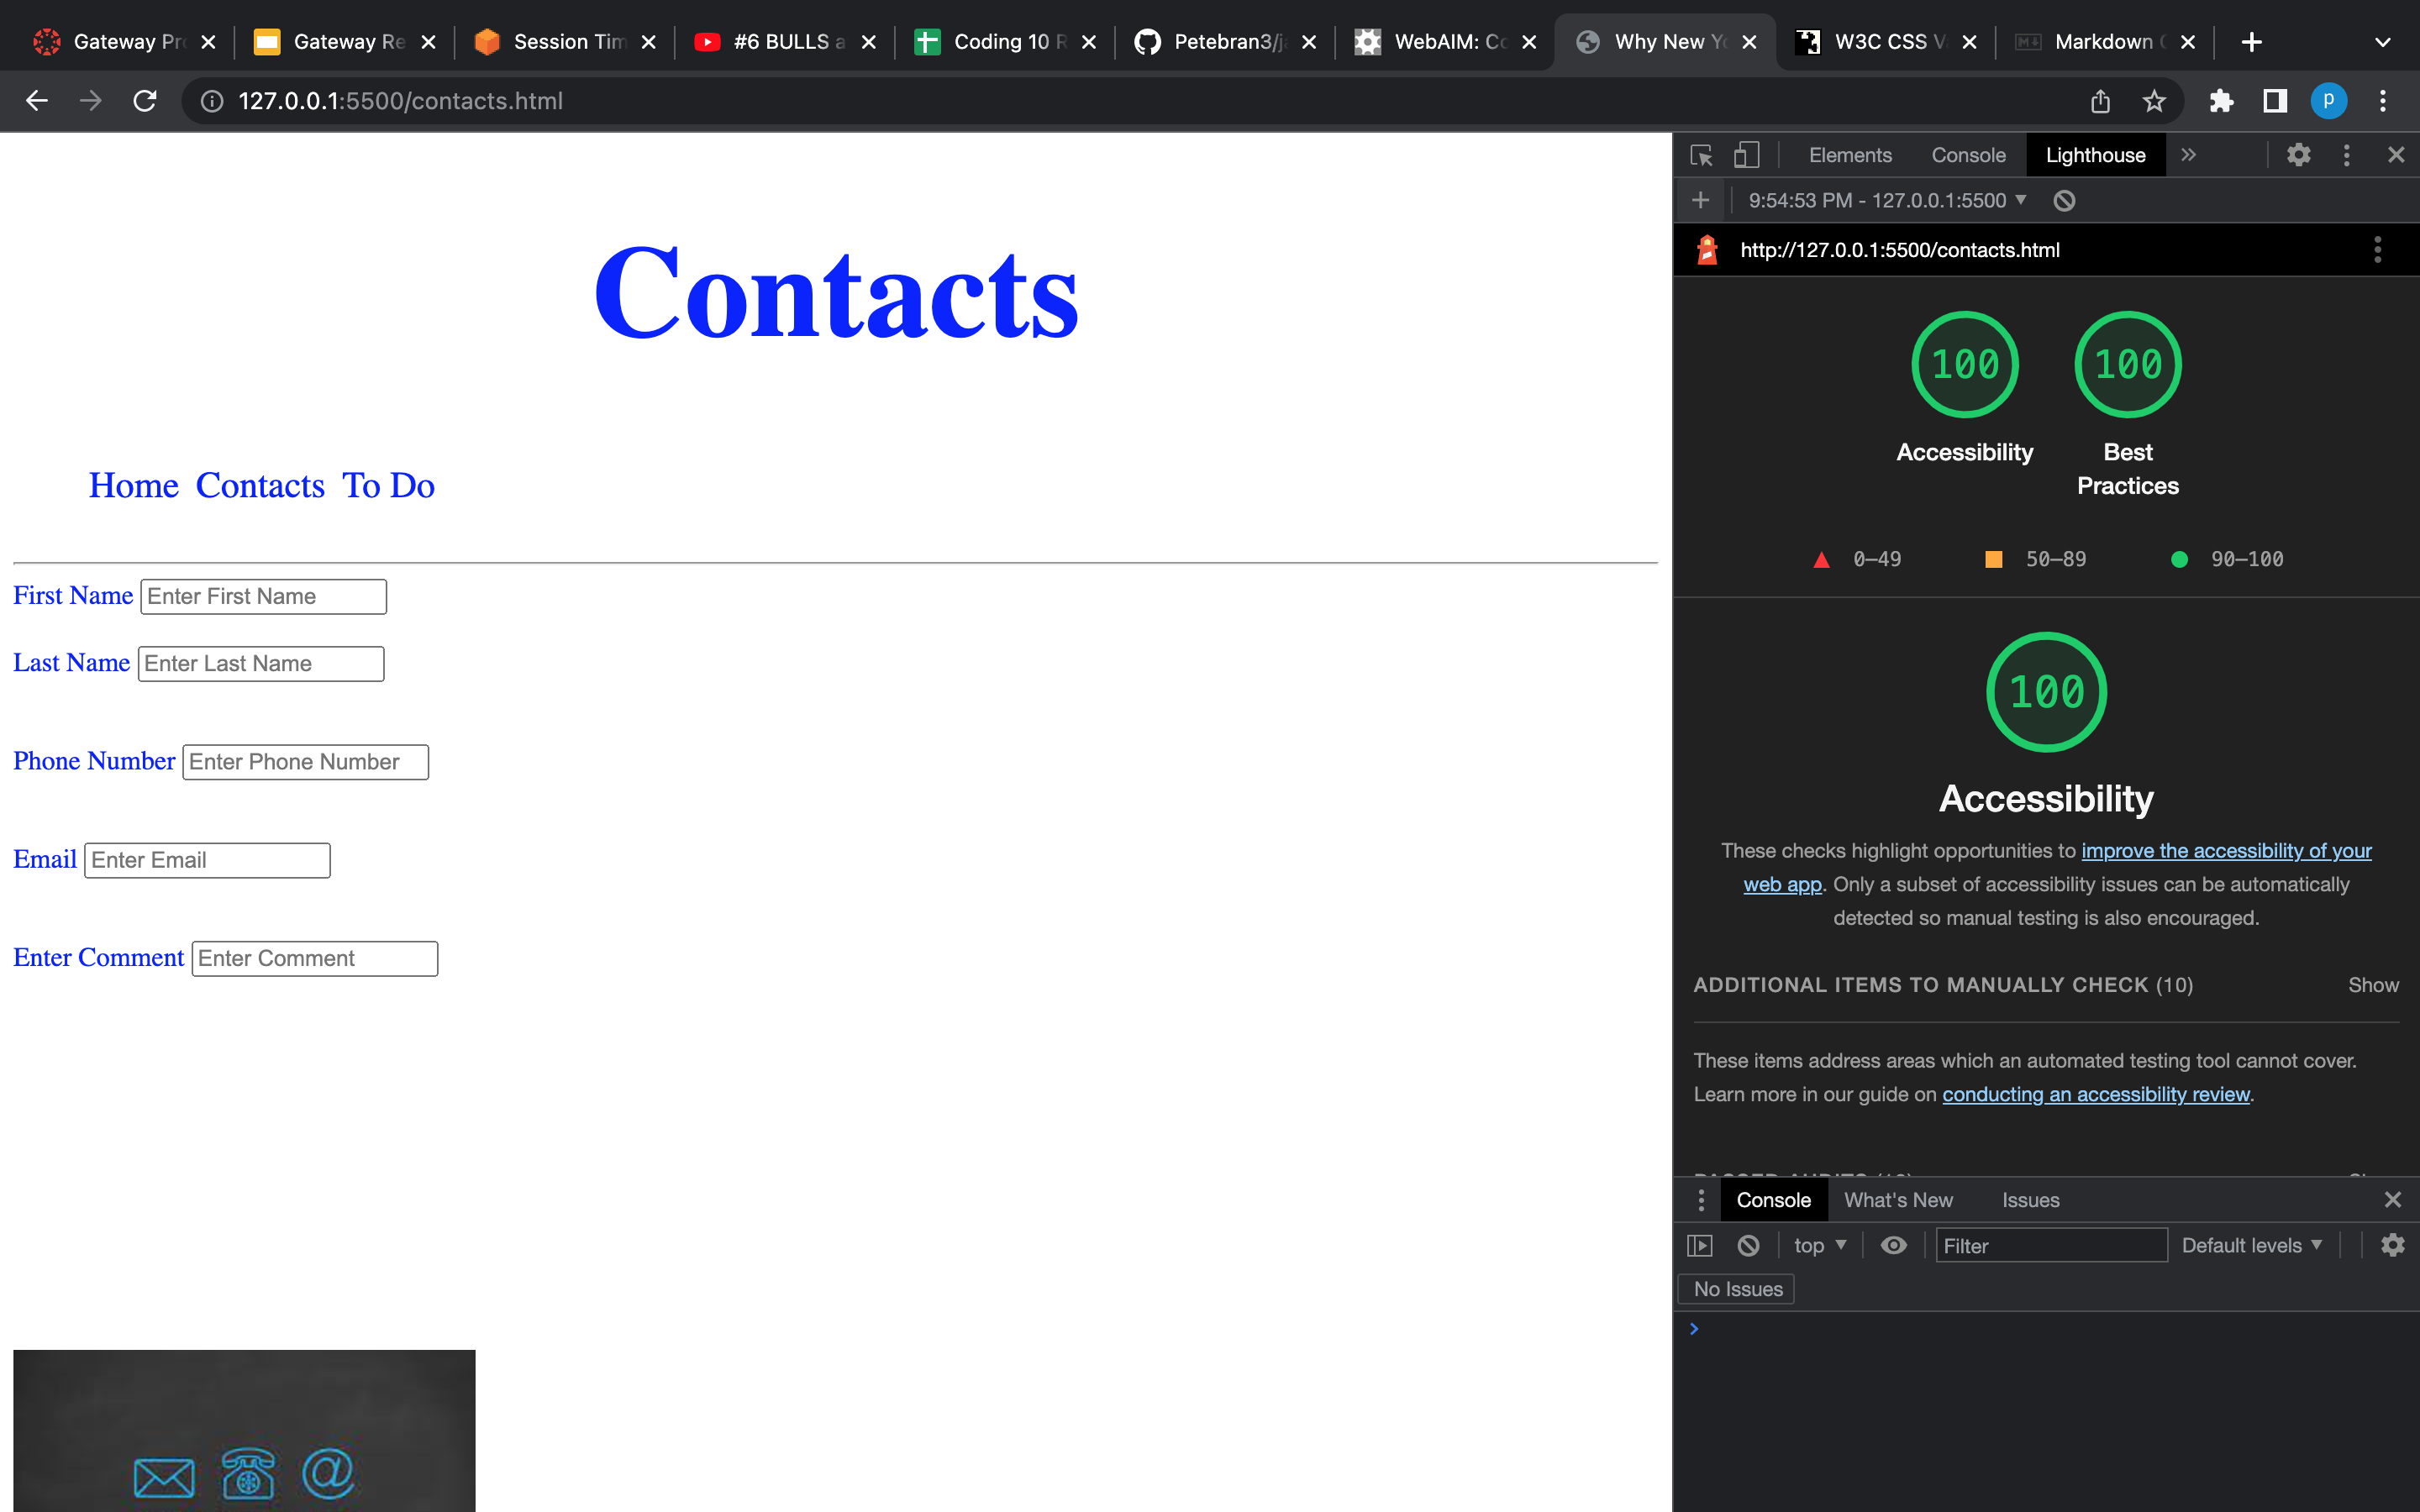 Gateway Pr
Gateway Re
Session Tim
#6 BULLS a
Coding 10 R
Petebran3/j
WebAIM: Co
Why New Yo
W3C CSS V
Markdown
127.0.0.1:5500/contacts.html
p
Contacts
Home Contacts To Do
First Name Enter First Name
Last Name Enter Last Name
Phone Number Enter Phone Number
Email Enter Email
Enter Comment Enter Comment
@
Elements Console Lighthouse
9:54:53 PM - 127.0.0.1:5500
http://127.0.0.1:5500/contacts.html
100 100
Accessibility Best
Practices
0–49 50–89 90–100
100
Accessibility
These checks highlight opportunities to improve the accessibility of your
web app. Only a subset of accessibility issues can be automatically
detected so manual testing is also encouraged.
ADDITIONAL ITEMS TO MANUALLY CHECK (10) Show
These items address areas which an automated testing tool cannot cover.
Learn more in our guide on conducting an accessibility review.
Console What's New Issues
top Filter Default levels
No Issues